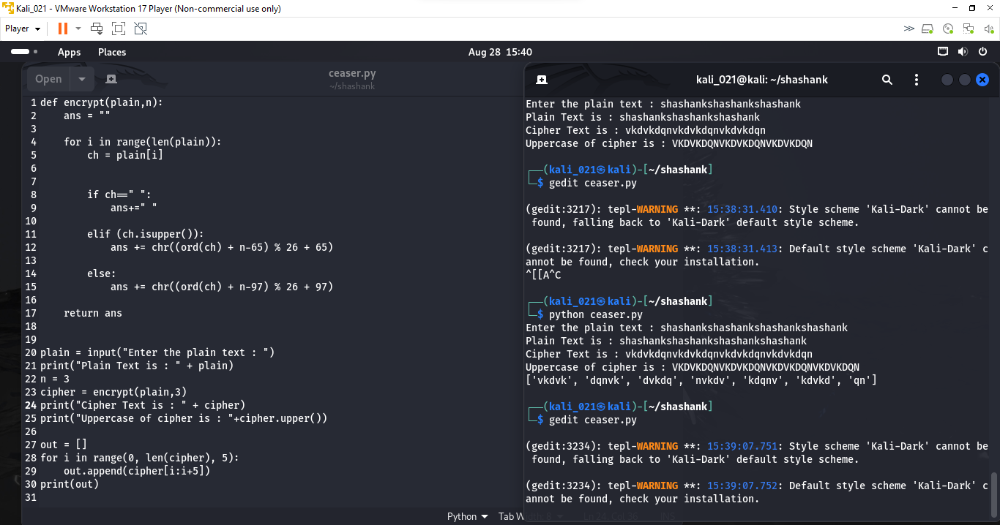 Kali_021 - VMware Workstation 17 Player (Non-commercial use only)
Player
Apps Places Aug 28 15:40
Open ceaser.py
~/shashank
1 def encrypt(plain,n):
2     ans = ""
3
4     for i in range(len(plain)):
5         ch = plain[i]
6
7
8         if ch==" ":
9             ans+=" "
10
11         elif (ch.isupper()):
12             ans += chr((ord(ch) + n-65) % 26 + 65)
13
14         else:
15             ans += chr((ord(ch) + n-97) % 26 + 97)
16
17     return ans
18
19
20 plain = input("Enter the plain text : ")
21 print("Plain Text is : " + plain)
22 n = 3
23 cipher = encrypt(plain,3)
24 print("Cipher Text is : " + cipher)
25 print("Uppercase of cipher is : "+cipher.upper())
26
27 out = []
28 for i in range(0, len(cipher), 5):
29     out.append(cipher[i:i+5])
30 print(out)
31
Python Tab Width: 8 Ln 24, Col 36 INS
kali_021@kali: ~/shashank
Enter the plain text : shashankshashankshashank
Plain Text is : shashankshashankshashank
Cipher Text is : vkdvkdqnvkdvkdqnvkdvkdqn
Uppercase of cipher is : VKDVKDQNVKDVKDQNVKDVKDQN
┌──(kali_021㉿kali)-[~/shashank]
└─$ gedit ceaser.py
(gedit:3217): tepl-WARNING **: 15:38:31.410: Style scheme 'Kali-Dark' cannot be
found, falling back to 'Kali-Dark' default style scheme.
(gedit:3217): tepl-WARNING **: 15:38:31.413: Default style scheme 'Kali-Dark' c
annot be found, check your installation.
^[[A^C
┌──(kali_021㉿kali)-[~/shashank]
└─$ python ceaser.py
Enter the plain text : shashankshashankshashankshashank
Plain Text is : shashankshashankshashankshashank
Cipher Text is : vkdvkdqnvkdvkdqnvkdvkdqnvkdvkdqn
Uppercase of cipher is : VKDVKDQNVKDVKDQNVKDVKDQNVKDVKDQN
['vkdvk', 'dqnvk', 'dvkdq', 'nvkdv', 'kdqnv', 'kdvkd', 'qn']
┌──(kali_021㉿kali)-[~/shashank]
└─$ gedit ceaser.py
(gedit:3234): tepl-WARNING **: 15:39:07.751: Style scheme 'Kali-Dark' cannot be
found, falling back to 'Kali-Dark' default style scheme.
(gedit:3234): tepl-WARNING **: 15:39:07.752: Default style scheme 'Kali-Dark' c
annot be found, check your installation.